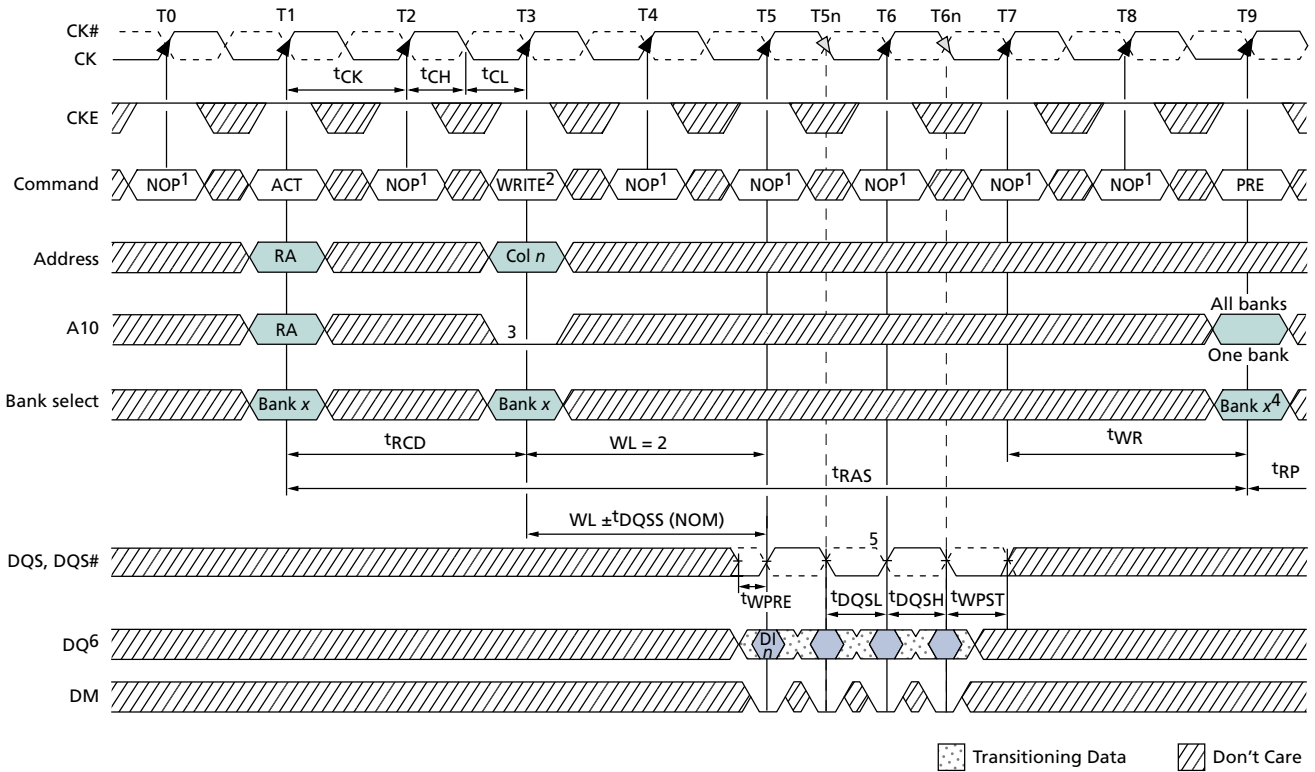 T0 T1 T2 T3 T4 T5 T5n T6 T6n T7 T8 T9
CK#
CK
tCK tCH tCL
CKE
Command NOP1 ACT NOP1 WRITE2 NOP1 NOP1 NOP1 NOP1 NOP1 PRE
Address RA Col n
All banks
A10 RA 3
One bank
Bank select Bank x Bank x Bank x4
tRCD WL = 2 tWR
tRAS tRP
WL ±tDQSS (NOM)
5
DQS, DQS#
tWPRE tDQSL tDQSH tWPST
DQ6 DI
n
DM
Transitioning Data Don't Care